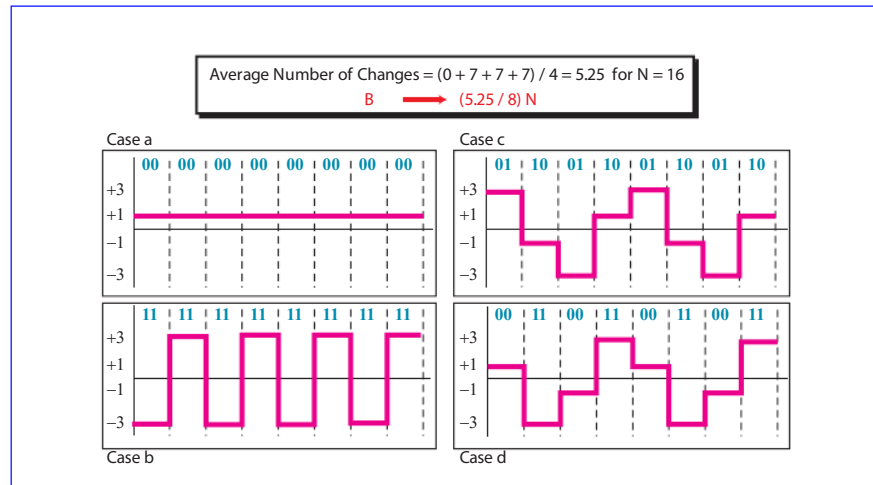 Average Number of Changes = (0 + 7 + 7 + 7) / 4 = 5.25 for N = 16
B (5.25 / 8) N
Case a
00 00 00 00 00 00 00 00
+3
+1
−1
−3
Case c
01 10 01 10 01 10 01 10
+3
+1
−1
−3
11 11 11 11 11 11 11 11
+3
+1
−1
−3
Case b
00 11 00 11 00 11 00 11
+3
+1
−1
−3
Case d